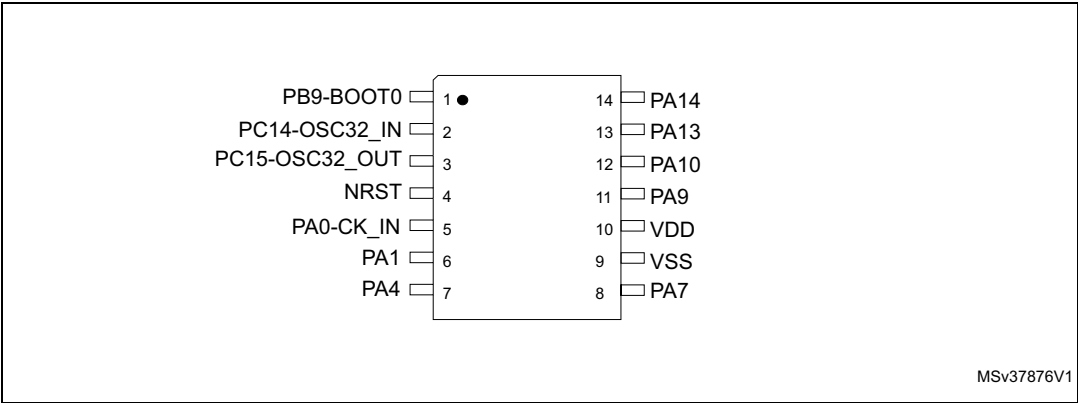 PB9-BOOT0 1 14 PA14
PC14-OSC32_IN 2 13 PA13
PC15-OSC32_OUT 3 12 PA10
NRST 4 11 PA9
PA0-CK_IN 5 10 VDD
PA1 6 9 VSS
PA4 7 8 PA7
MSv37876V1